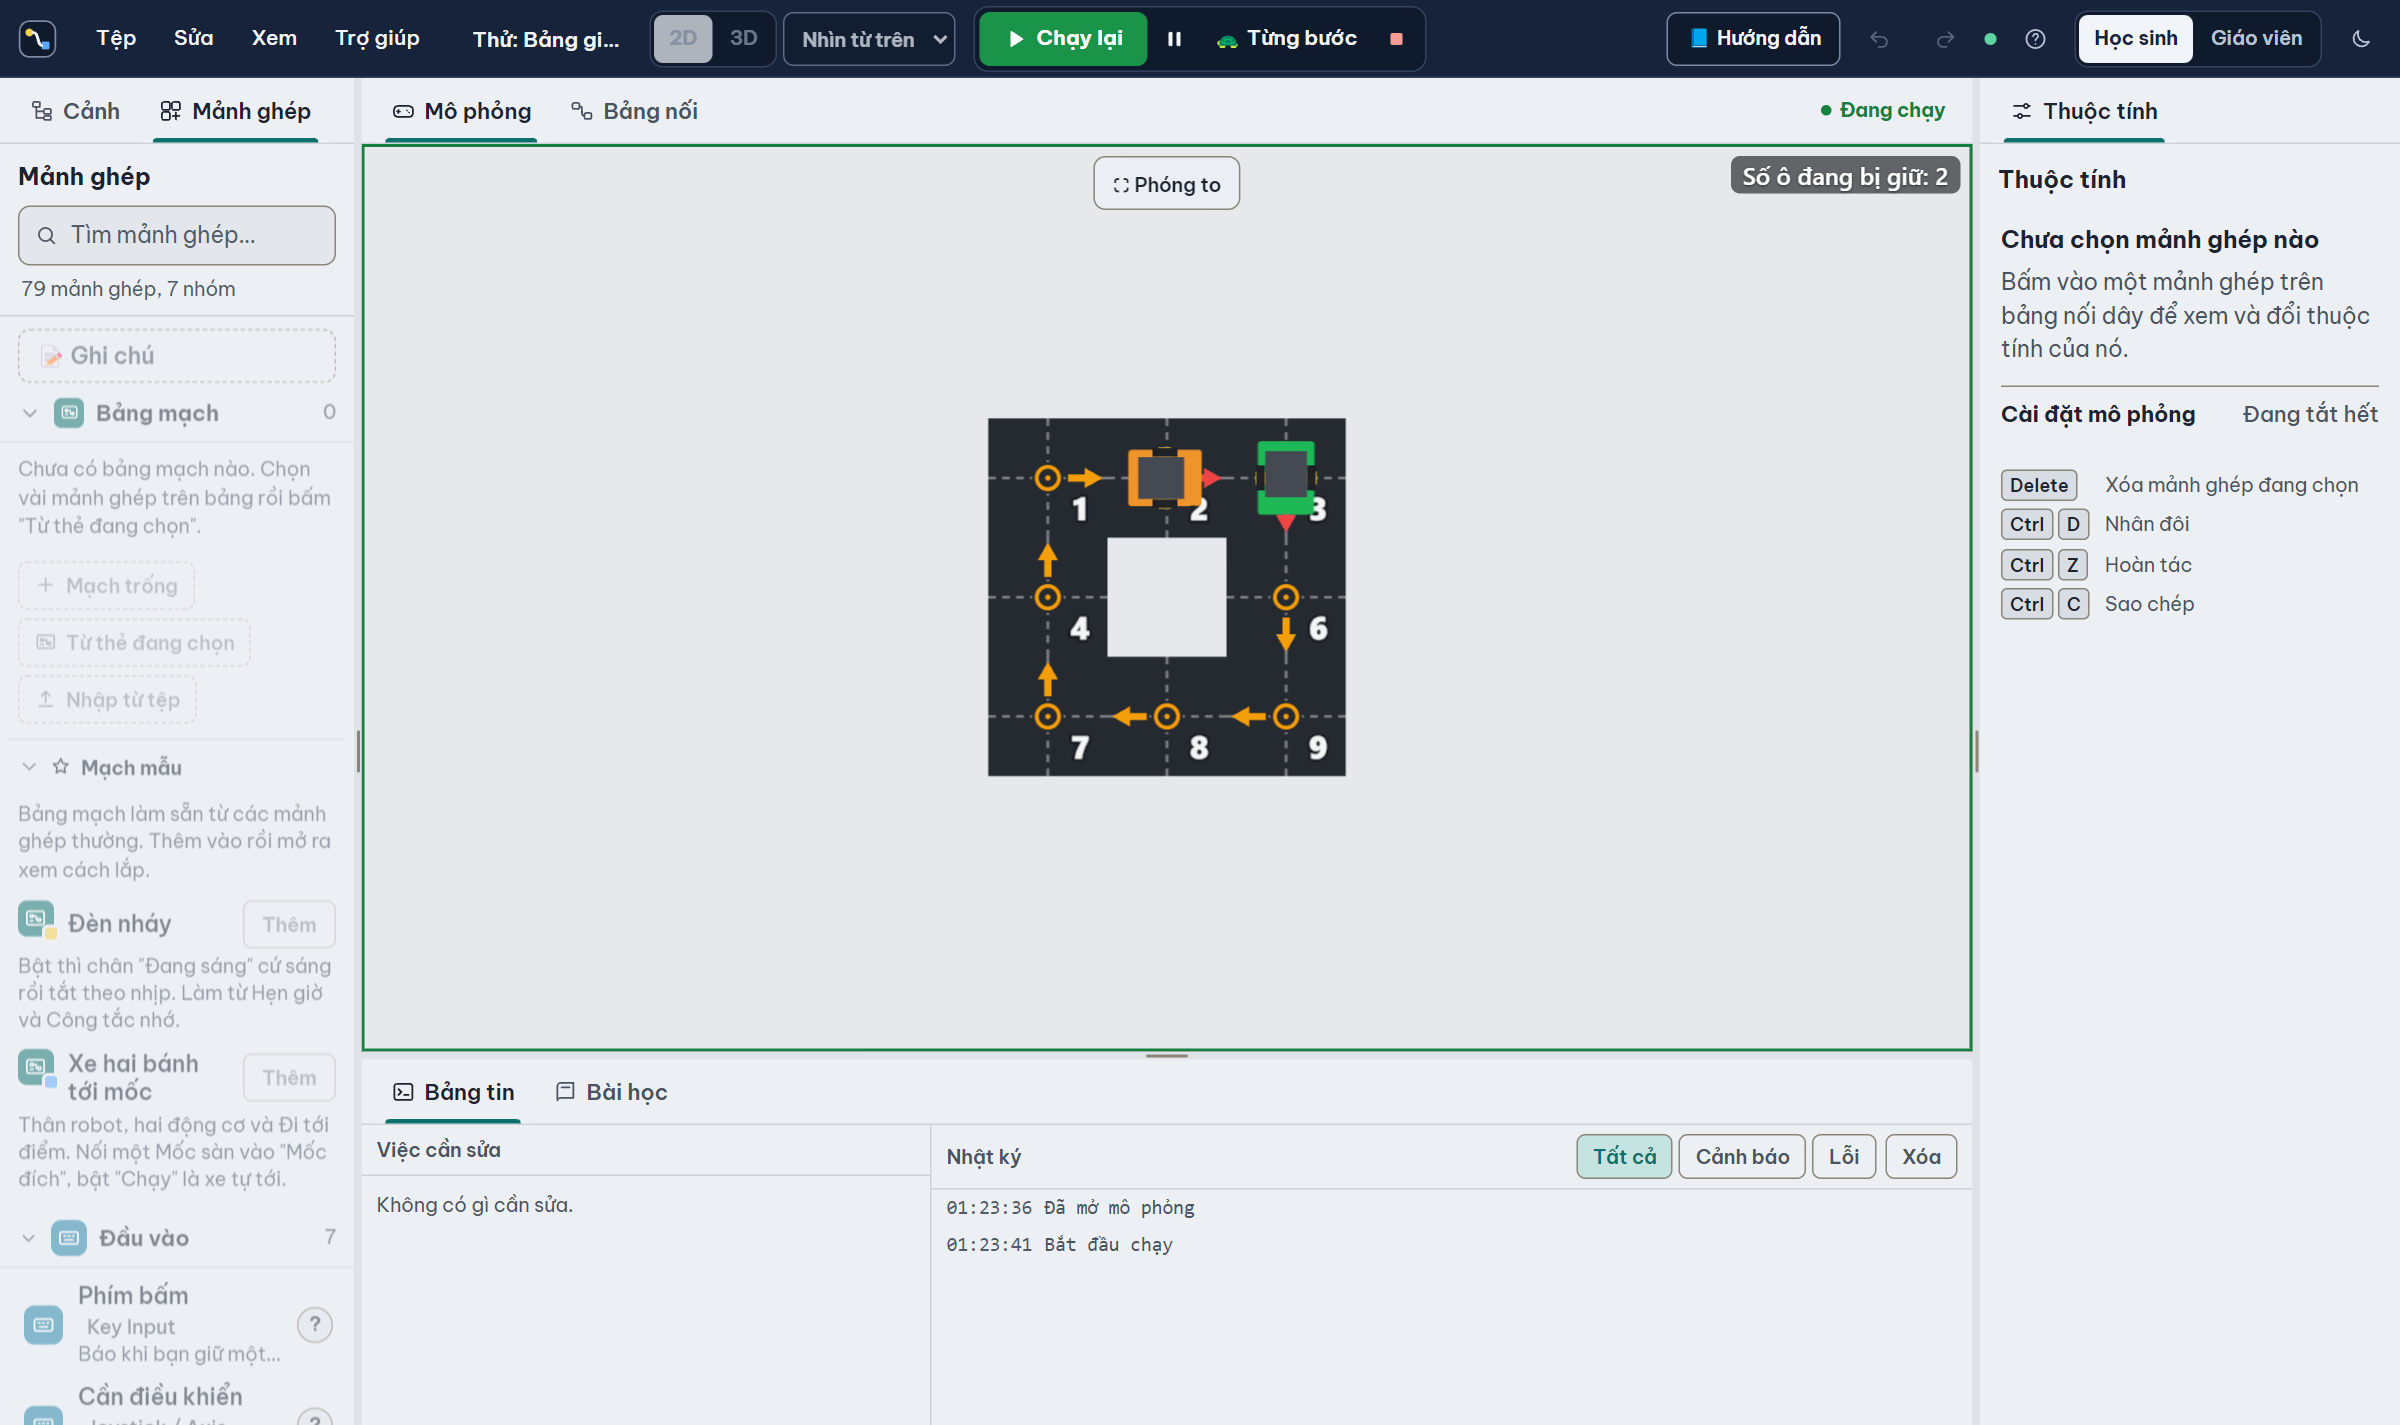 Tệp
Sửa
Xem
Trợ giúp
Thử: Bảng gi...
2D
3D
Nhìn từ trên
Chạy lại
Từng bước
Hướng dẫn
Học sinh
Giáo viên
Cảnh
Mảnh ghép
Mảnh ghép
Tìm mảnh ghép...
79 mảnh ghép, 7 nhóm
Ghi chú
Bảng mạch
0
Chưa có bảng mạch nào. Chọn
vài mảnh ghép trên bảng rồi bấm
"Từ thẻ đang chọn".
Mạch trống
Từ thẻ đang chọn
Nhập từ tệp
Mạch mẫu
Bảng mạch làm sẵn từ các mảnh
ghép thường. Thêm vào rồi mở ra
xem cách lắp.
Đèn nháy
Thêm
Bật thì chân "Đang sáng" cứ sáng
rồi tắt theo nhịp. Làm từ Hẹn giờ
và Công tắc nhớ.
Xe hai bánh
tới mốc
Thêm
Thân robot, hai động cơ và Đi tới
điểm. Nối một Mốc sàn vào "Mốc
đích", bật "Chạy" là xe tự tới.
Đầu vào
7
Phím bấm
Key Input
Báo khi bạn giữ một...
?
Cần điều khiển
Joystick / Axis
?
Mô phỏng
Bảng nối
Đang chạy
Phóng to
Số ô đang bị giữ: 2
1
2
3
4
6
7
8
9
Bảng tin
Bài học
Việc cần sửa
Không có gì cần sửa.
Nhật ký
Tất cả
Cảnh báo
Lỗi
Xóa
01:23:36 Đã mở mô phỏng
01:23:41 Bắt đầu chạy
Thuộc tính
Thuộc tính
Chưa chọn mảnh ghép nào
Bấm vào một mảnh ghép trên
bảng nối dây để xem và đổi thuộc
tính của nó.
Cài đặt mô phỏng
Đang tắt hết
Delete Xóa mảnh ghép đang chọn
Ctrl D Nhân đôi
Ctrl Z Hoàn tác
Ctrl C Sao chép